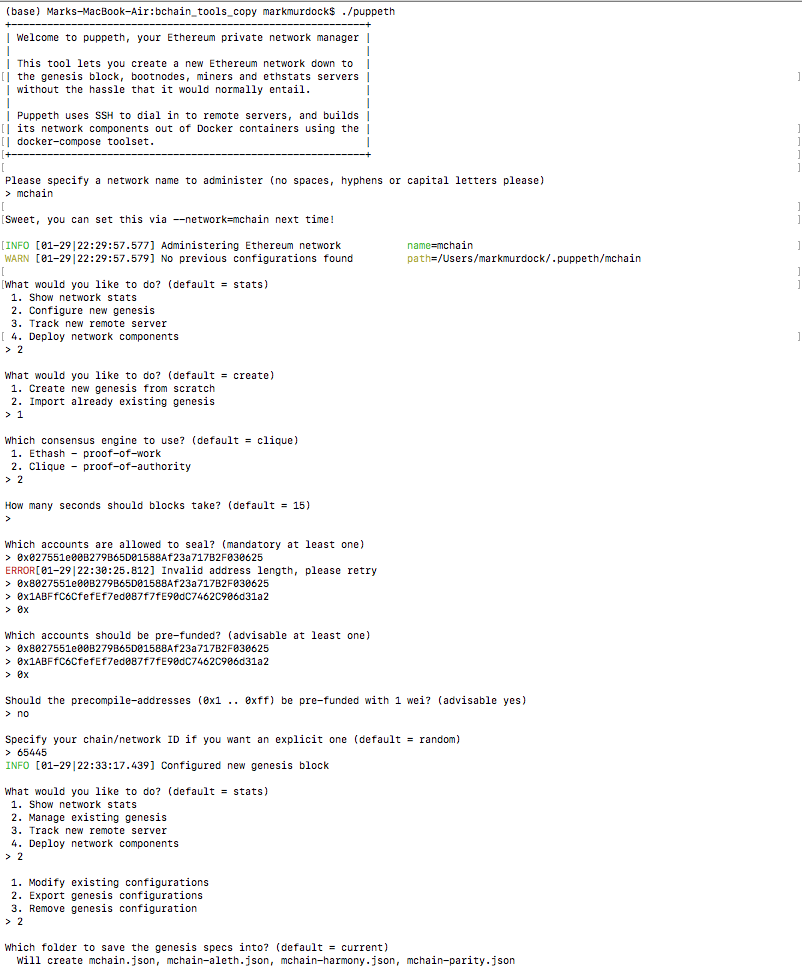 (base) Marks-MacBook-Air:bchain_tools_copy markmurdock$ ./puppeth
+-----------------------------------------------------------+
| Welcome to puppeth, your Ethereum private network manager |
|                                                           |
| This tool lets you create a new Ethereum network down to  |
| the genesis block, bootnodes, miners and ethstats servers |
| without the hassle that it would normally entail.         |
|                                                           |
| Puppeth uses SSH to dial in to remote servers, and builds |
| its network components out of Docker containers using the |
| docker-compose toolset.                                   |
+-----------------------------------------------------------+
Please specify a network name to administer (no spaces, hyphens or capital letters please)
> mchain
Sweet, you can set this via --network=mchain next time!
INFO [01-29|22:29:57.577] Administering Ethereum network           name=mchain
WARN [01-29|22:29:57.579] No previous configurations found         path=/Users/markmurdock/.puppeth/mchain
What would you like to do? (default = stats)
 1. Show network stats
 2. Configure new genesis
 3. Track new remote server
 4. Deploy network components
> 2
What would you like to do? (default = create)
 1. Create new genesis from scratch
 2. Import already existing genesis
> 1
Which consensus engine to use? (default = clique)
 1. Ethash - proof-of-work
 2. Clique - proof-of-authority
> 2
How many seconds should blocks take? (default = 15)
>
Which accounts are allowed to seal? (mandatory at least one)
> 0x027551e00B279B65D01588Af23a717B2F030625
ERROR[01-29|22:30:25.812] Invalid address length, please retry
> 0x8027551e00B279B65D01588Af23a717B2F030625
> 0x1ABFfC6CfefEf7ed087f7fE90dC7462C906d31a2
> 0x
Which accounts should be pre-funded? (advisable at least one)
> 0x8027551e00B279B65D01588Af23a717B2F030625
> 0x1ABFfC6CfefEf7ed087f7fE90dC7462C906d31a2
> 0x
Should the precompile-addresses (0x1 .. 0xff) be pre-funded with 1 wei? (advisable yes)
> no
Specify your chain/network ID if you want an explicit one (default = random)
> 65445
INFO [01-29|22:33:17.439] Configured new genesis block
What would you like to do? (default = stats)
 1. Show network stats
 2. Manage existing genesis
 3. Track new remote server
 4. Deploy network components
> 2
 1. Modify existing configurations
 2. Export genesis configurations
 3. Remove genesis configuration
> 2
Which folder to save the genesis specs into? (default = current)
  Will create mchain.json, mchain-aleth.json, mchain-harmony.json, mchain-parity.json